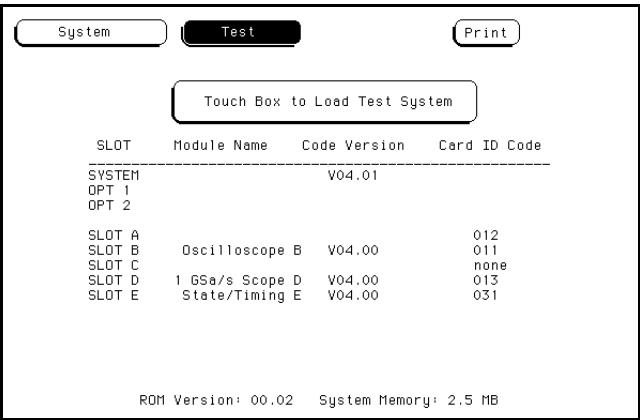 System Test Print
Touch Box to Load Test System
SLOT Module Name Code Version Card ID Code
SYSTEM V04.01
OPT 1
OPT 2
SLOT A 012
SLOT B Oscilloscope B V04.00 011
SLOT C none
SLOT D 1 GSa/s Scope D V04.00 013
SLOT E State/Timing E V04.00 031
ROM Version: 00.02 System Memory: 2.5 MB